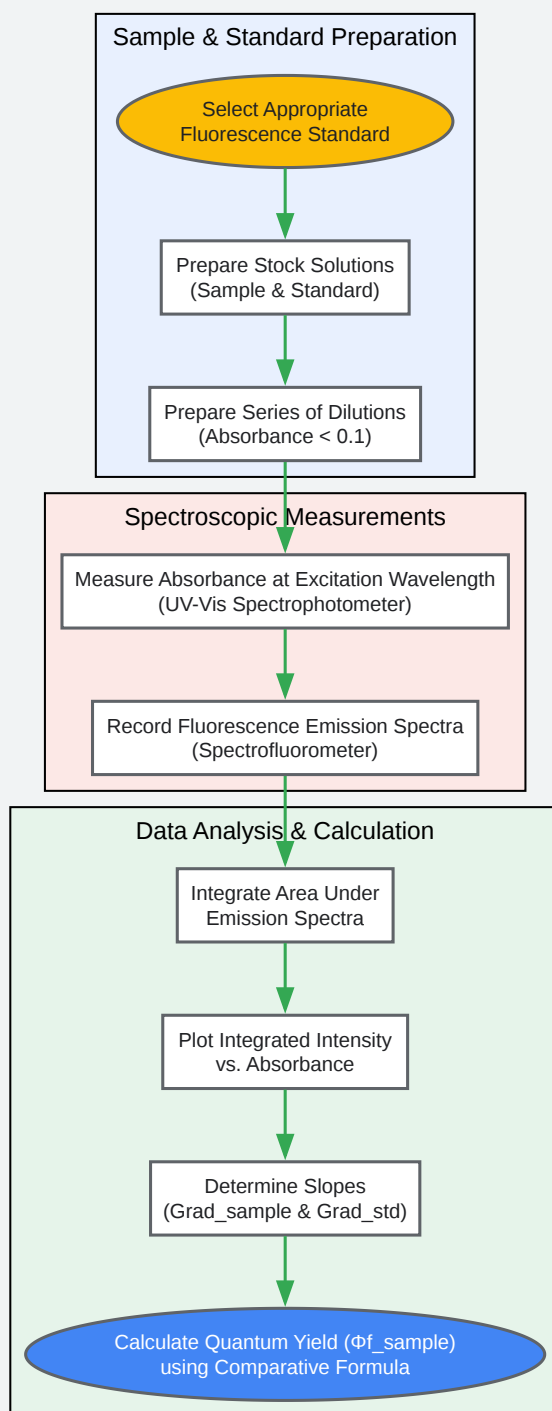 Sample & Standard Preparation
Select Appropriate
Fluorescence Standard
Prepare Stock Solutions
(Sample & Standard)
Prepare Series of Dilutions
(Absorbance < 0.1)
Spectroscopic Measurements
Measure Absorbance at Excitation Wavelength
(UV-Vis Spectrophotometer)
Record Fluorescence Emission Spectra
(Spectrofluorometer)
Data Analysis & Calculation
Integrate Area Under
Emission Spectra
Plot Integrated Intensity
vs. Absorbance
Determine Slopes
(Grad_sample & Grad_std)
Calculate Quantum Yield (Φf_sample)
using Comparative Formula